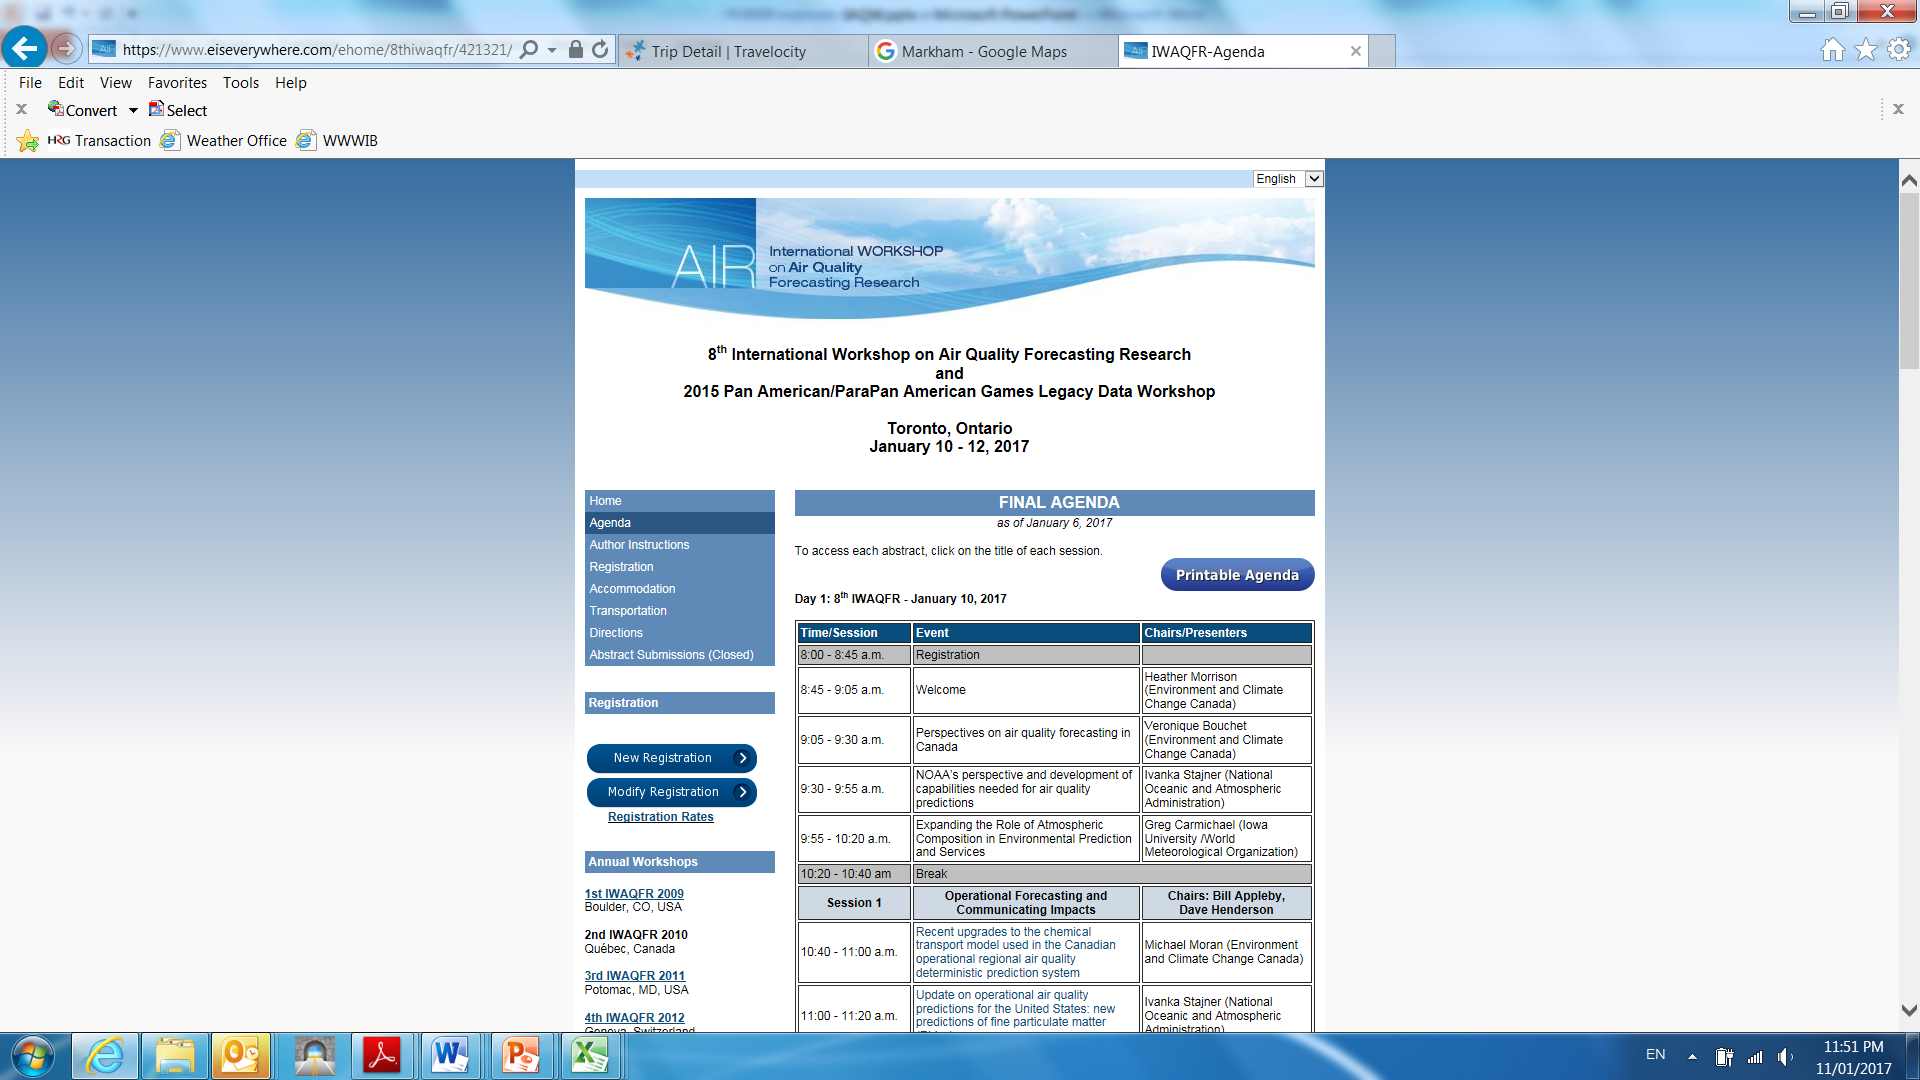 https://www.eiseverywhere.com/ehome/8thiwaqfr/421321/
Trip Detail | Travelocity
Markham - Google Maps
IWAQFR-Agenda
File Edit View Favorites Tools Help
Convert Select
HRG Transaction Weather Office WWWIB
English
AIR
International WORKSHOP
on Air Quality
Forecasting Research
8th International Workshop on Air Quality Forecasting Research
and
2015 Pan American/ParaPan American Games Legacy Data Workshop
Toronto, Ontario
January 10 - 12, 2017
Home
Agenda
Author Instructions
Registration
Accommodation
Transportation
Directions
Abstract Submissions (Closed)
Registration
New Registration
Modify Registration
Registration Rates
Annual Workshops
1st IWAQFR 2009
Boulder, CO, USA
2nd IWAQFR 2010
Québec, Canada
3rd IWAQFR 2011
Potomac, MD, USA
4th IWAQFR 2012
Geneva, Switzerland
FINAL AGENDA
as of January 6, 2017
To access each abstract, click on the title of each session.
Printable Agenda
Day 1: 8th IWAQFR - January 10, 2017
Time/Session Event Chairs/Presenters
8:00 - 8:45 a.m. Registration
8:45 - 9:05 a.m. Welcome
Heather Morrison
(Environment and Climate
Change Canada)
9:05 - 9:30 a.m.
Perspectives on air quality forecasting in
Canada
Veronique Bouchet
(Environment and Climate
Change Canada)
9:30 - 9:55 a.m.
NOAA's perspective and development of
capabilities needed for air quality
predictions
Ivanka Stajner (National
Oceanic and Atmospheric
Administration)
9:55 - 10:20 a.m.
Expanding the Role of Atmospheric
Composition in Environmental Prediction
and Services
Greg Carmichael (Iowa
University /World
Meteorological Organization)
10:20 - 10:40 am Break
Session 1
Operational Forecasting and
Communicating Impacts
Chairs: Bill Appleby,
Dave Henderson
10:40 - 11:00 a.m.
Recent upgrades to the chemical
transport model used in the Canadian
operational regional air quality
deterministic prediction system
Michael Moran (Environment
and Climate Change Canada)
11:00 - 11:20 a.m.
Update on operational air quality
predictions for the United States: new
predictions of fine particulate matter
Ivanka Stajner (National
Oceanic and Atmospheric
Administration)
EN
11:51 PM
11/01/2017